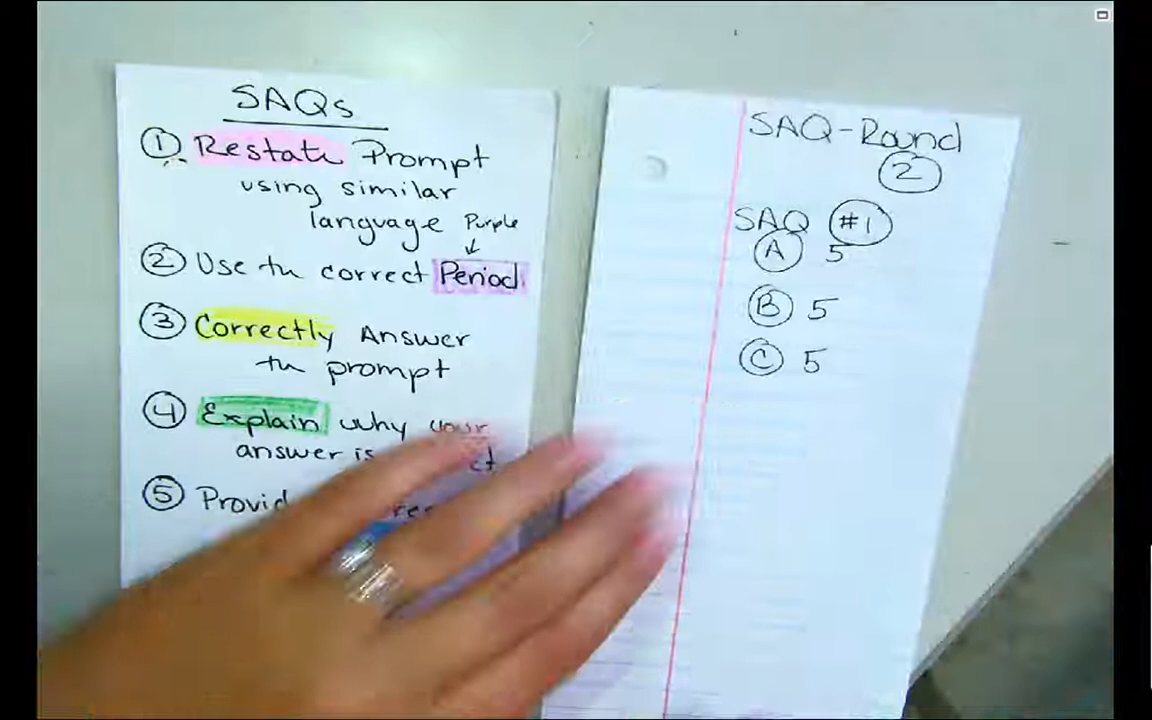 SAQs
① Restate Prompt
using similar
language Purple
↓
② Use the correct Period.
③ Correctly Answer
the prompt
④ Explain why your
answer is
⑤ Provid
SAQ-Round
②
SAQ #1
Ⓐ 5
Ⓑ 5
Ⓒ 5